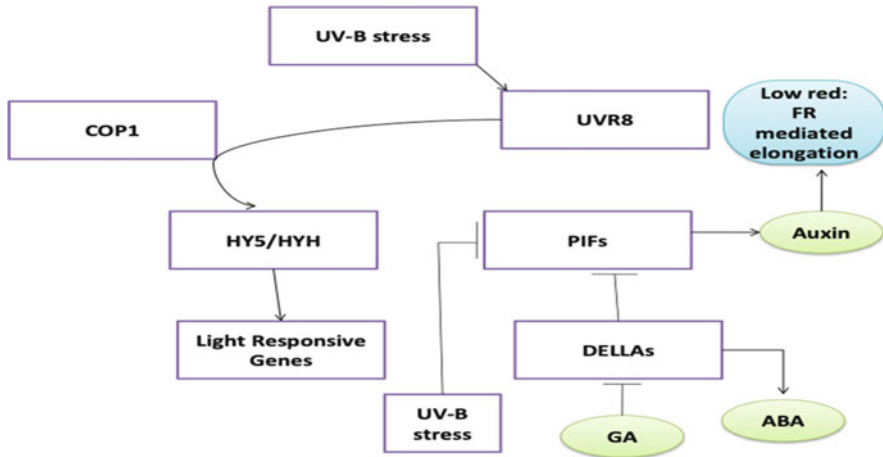 UV-B stress
COP1
UVR8
Low red:
FR
mediated
elongation
HY5/HYH
PIFs
Auxin
Light Responsive
Genes
DELLAs
UV-B
stress
GA
ABA